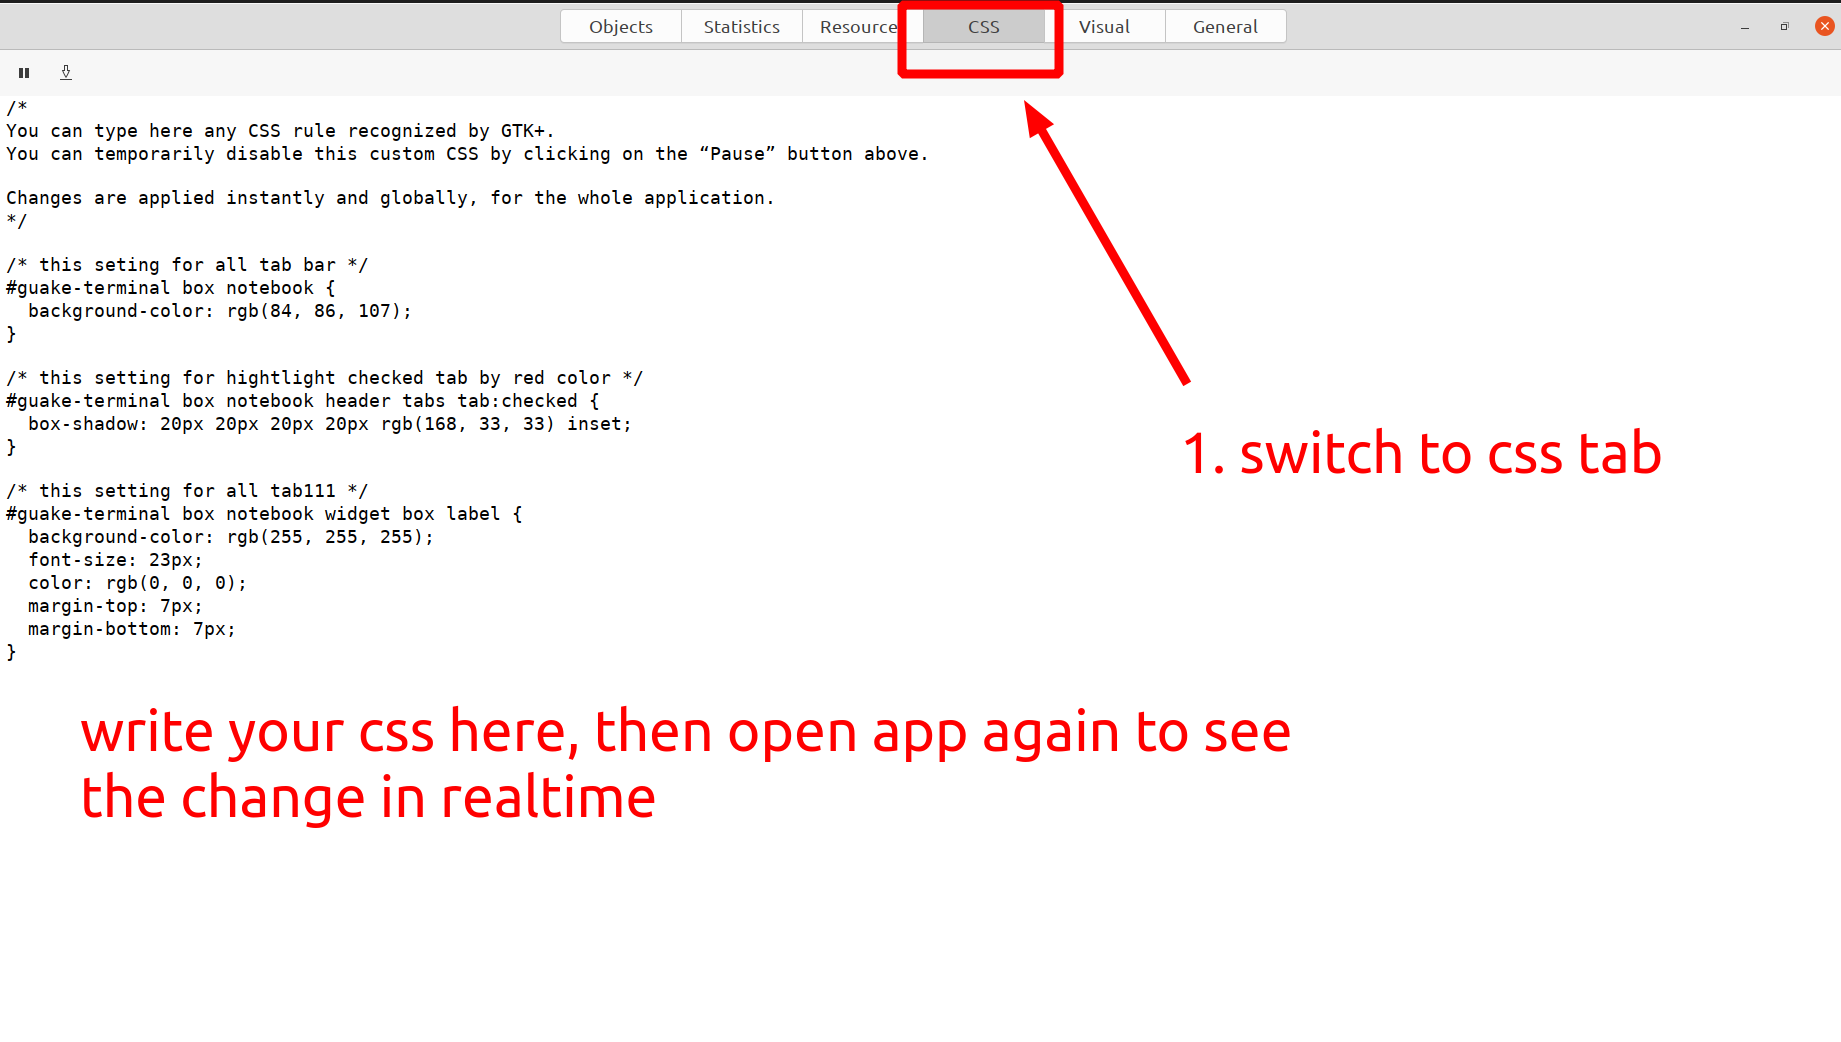 Objects Statistics Resource CSS Visual General
/*
You can type here any CSS rule recognized by GTK+.
You can temporarily disable this custom CSS by clicking on the “Pause” button above.
Changes are applied instantly and globally, for the whole application.
*/
/* this seting for all tab bar */
#guake-terminal box notebook {
background-color: rgb(84, 86, 107);
}
/* this setting for hightlight checked tab by red color */
#guake-terminal box notebook header tabs tab:checked {
box-shadow: 20px 20px 20px 20px rgb(168, 33, 33) inset;
}
1. switch to css tab
/* this setting for all tab111 */
#guake-terminal box notebook widget box label {
background-color: rgb(255, 255, 255);
font-size: 23px;
color: rgb(0, 0, 0);
margin-top: 7px;
margin-bottom: 7px;
}
write your css here, then open app again to see
the change in realtime